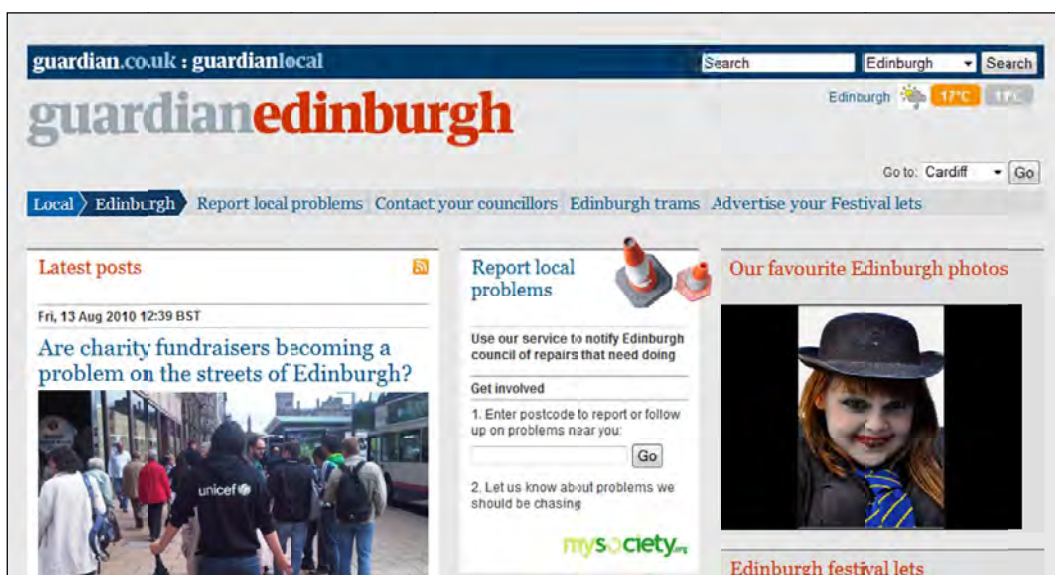 guardian.co.uk : guardianlocal
Search
Edinburgh
Search
guardianedinburgh
Edinburgh
17°C
11°C
Go to: Cardiff
Go
Local
Edinburgh
Report local problems
Contact your councillors
Edinburgh trams
Advertise your Festival lets
Latest posts
Fri, 13 Aug 2010 12:39 BST
Are charity fundraisers becoming a
problem on the streets of Edinburgh?
unicef
Report local
problems
Use our service to notify Edinburgh
council of repairs that need doing
Get involved
1. Enter postcode to report or follow
up on problems near you:
Go
2. Let us know about problems we
should be chasing
mysociety.org
Our favourite Edinburgh photos
Edinburgh festival lets